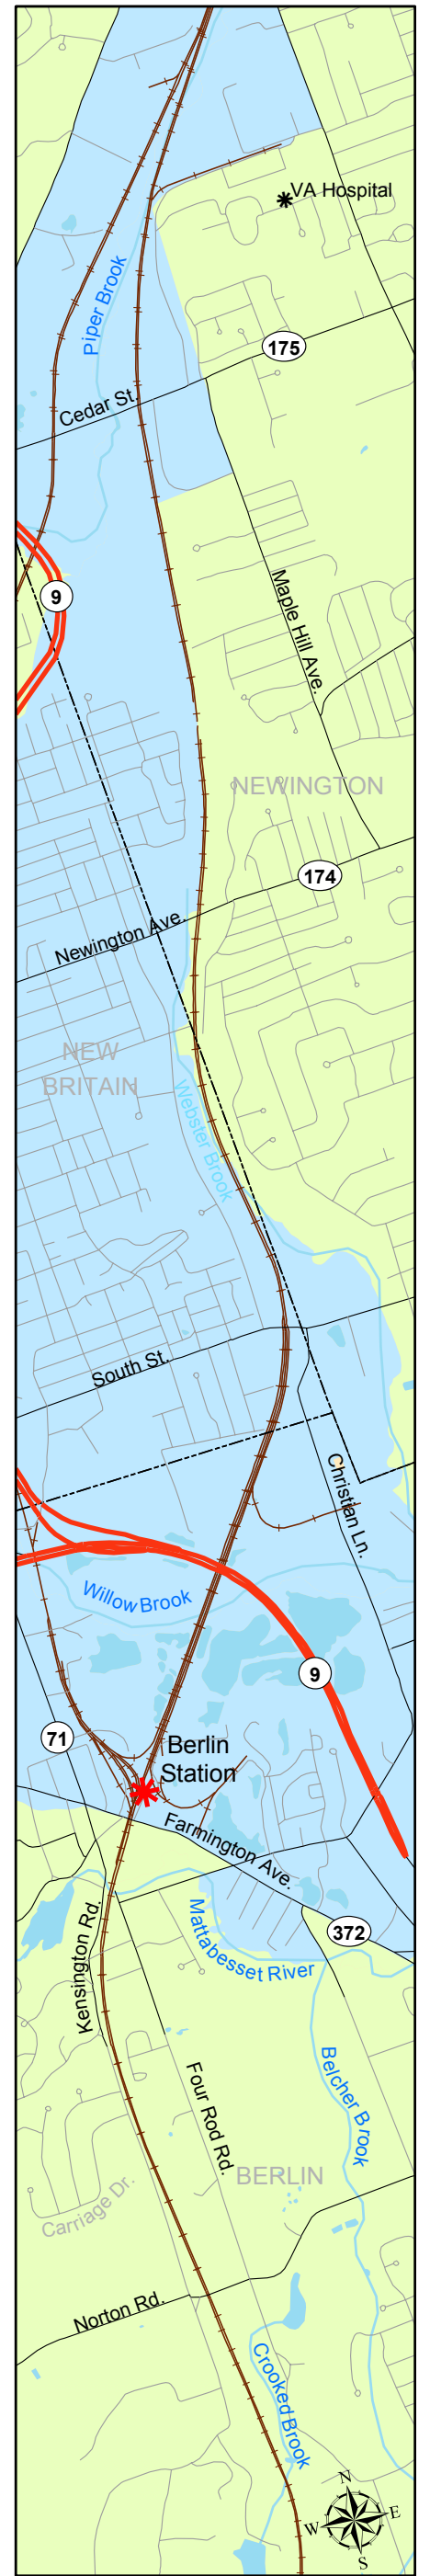 VA Hospital
Piper Brook
175
Cedar St.
9
Maple Hill Ave.
NEWINGTON
174
Newington Ave.
NEW
BRITAIN
Webster Brook
South St.
Christian Ln.
Willow Brook
9
71
Berlin
Station
Farmington Ave.
372
Kensington Rd.
Mattabesset River
Belcher Brook
Four Rod Rd.
BERLIN
Carriage Dr.
Norton Rd.
Crooked Brook
N
W
E
S